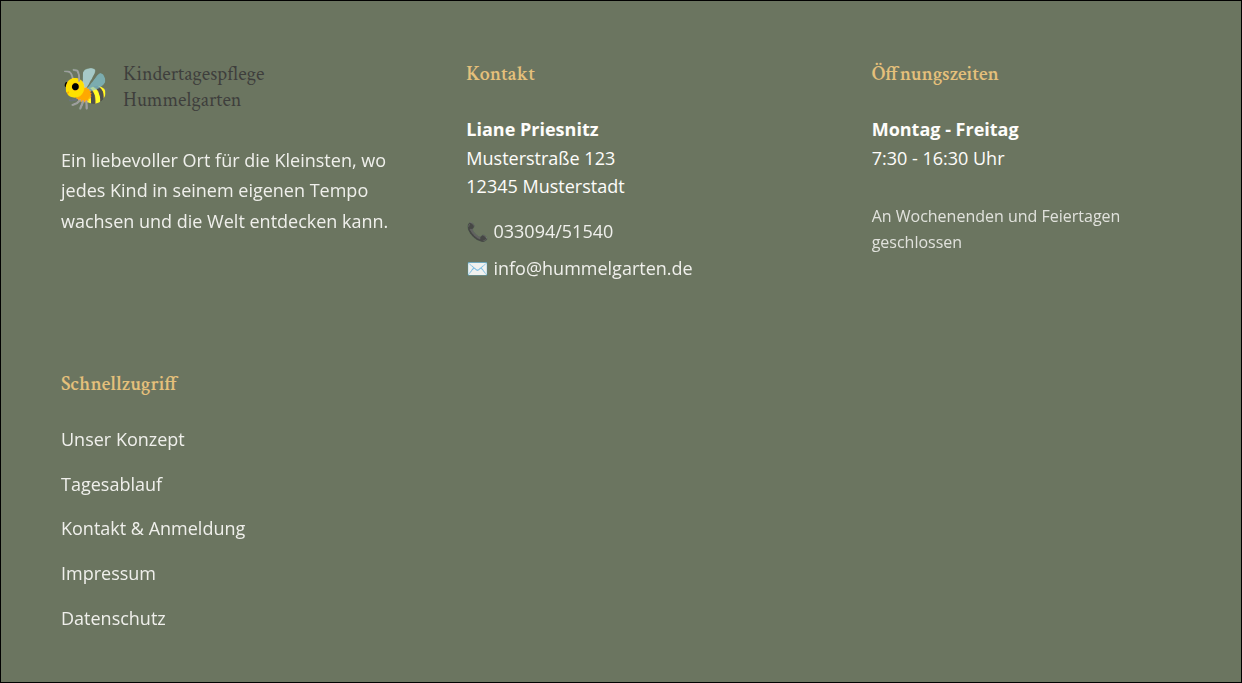 Kindertagespflege
Hummelgarten
Ein liebevoller Ort für die Kleinsten, wo
jedes Kind in seinem eigenen Tempo
wachsen und die Welt entdecken kann.
Kontakt
Liane Priesnitz
Musterstraße 123
12345 Musterstadt
📞 033094/51540
✉️ info@hummelgarten.de
Öffnungszeiten
Montag - Freitag
7:30 - 16:30 Uhr
An Wochenenden und Feiertagen
geschlossen
Schnellzugriff
Unser Konzept
Tagesablauf
Kontakt & Anmeldung
Impressum
Datenschutz